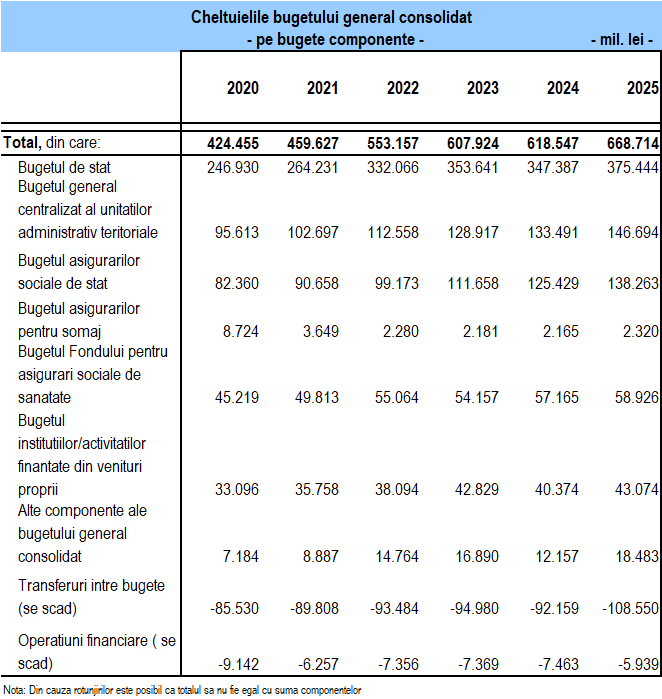 Cheltuielile bugetului general consolidat
- pe bugete componente - - mil. lei -
2020 2021 2022 2023 2024 2025
Total, din care: 424.455 459.627 553.157 607.924 618.547 668.714
Bugetul de stat 246.930 264.231 332.066 353.641 347.387 375.444
Bugetul general
centralizat al unitatilor
administrativ teritoriale 95.613 102.697 112.558 128.917 133.491 146.694
Bugetul asigurarilor
sociale de stat 82.360 90.658 99.173 111.658 125.429 138.263
Bugetul asigurarilor
pentru somaj 8.724 3.649 2.280 2.181 2.165 2.320
Bugetul Fondului pentru
asigurari sociale de
sanatate 45.219 49.813 55.064 54.157 57.165 58.926
Bugetul
institutiilor/activitatilor
finantate din venituri
proprii 33.096 35.758 38.094 42.829 40.374 43.074
Alte componente ale
bugetului general
consolidat 7.184 8.887 14.764 16.890 12.157 18.483
Transferuri intre bugete
(se scad) -85.530 -89.808 -93.484 -94.980 -92.159 -108.550
Operatiuni financiare ( se
scad) -9.142 -6.257 -7.356 -7.369 -7.463 -5.939
Nota: Din cauza rotunjirilor este posibil ca totalul sa nu fie egal cu suma componentelor